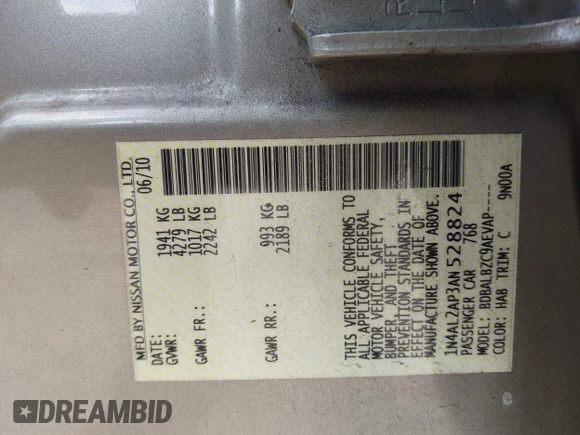 MFD BY NISSAN MOTOR CO., LTD.
DATE: 06/10
GVWR: 1941 KG
4279 LB
GAWR FR.: 1017 KG
2242 LB
GAWR RR.: 993 KG
2189 LB
THIS VEHICLE CONFORMS TO
ALL APPLICABLE FEDERAL
MOTOR VEHICLE SAFETY,
BUMPER, AND THEFT
PREVENTION STANDARDS IN
EFFECT ON THE DATE OF
MANUFACTURE SHOWN ABOVE.
1N4AL2AP3AN528824
PASSENGER CAR 768
MODEL: BDBALBZC9AEVAP----
COLOR: HAB TRIM: C 9N00A
DREAMBID